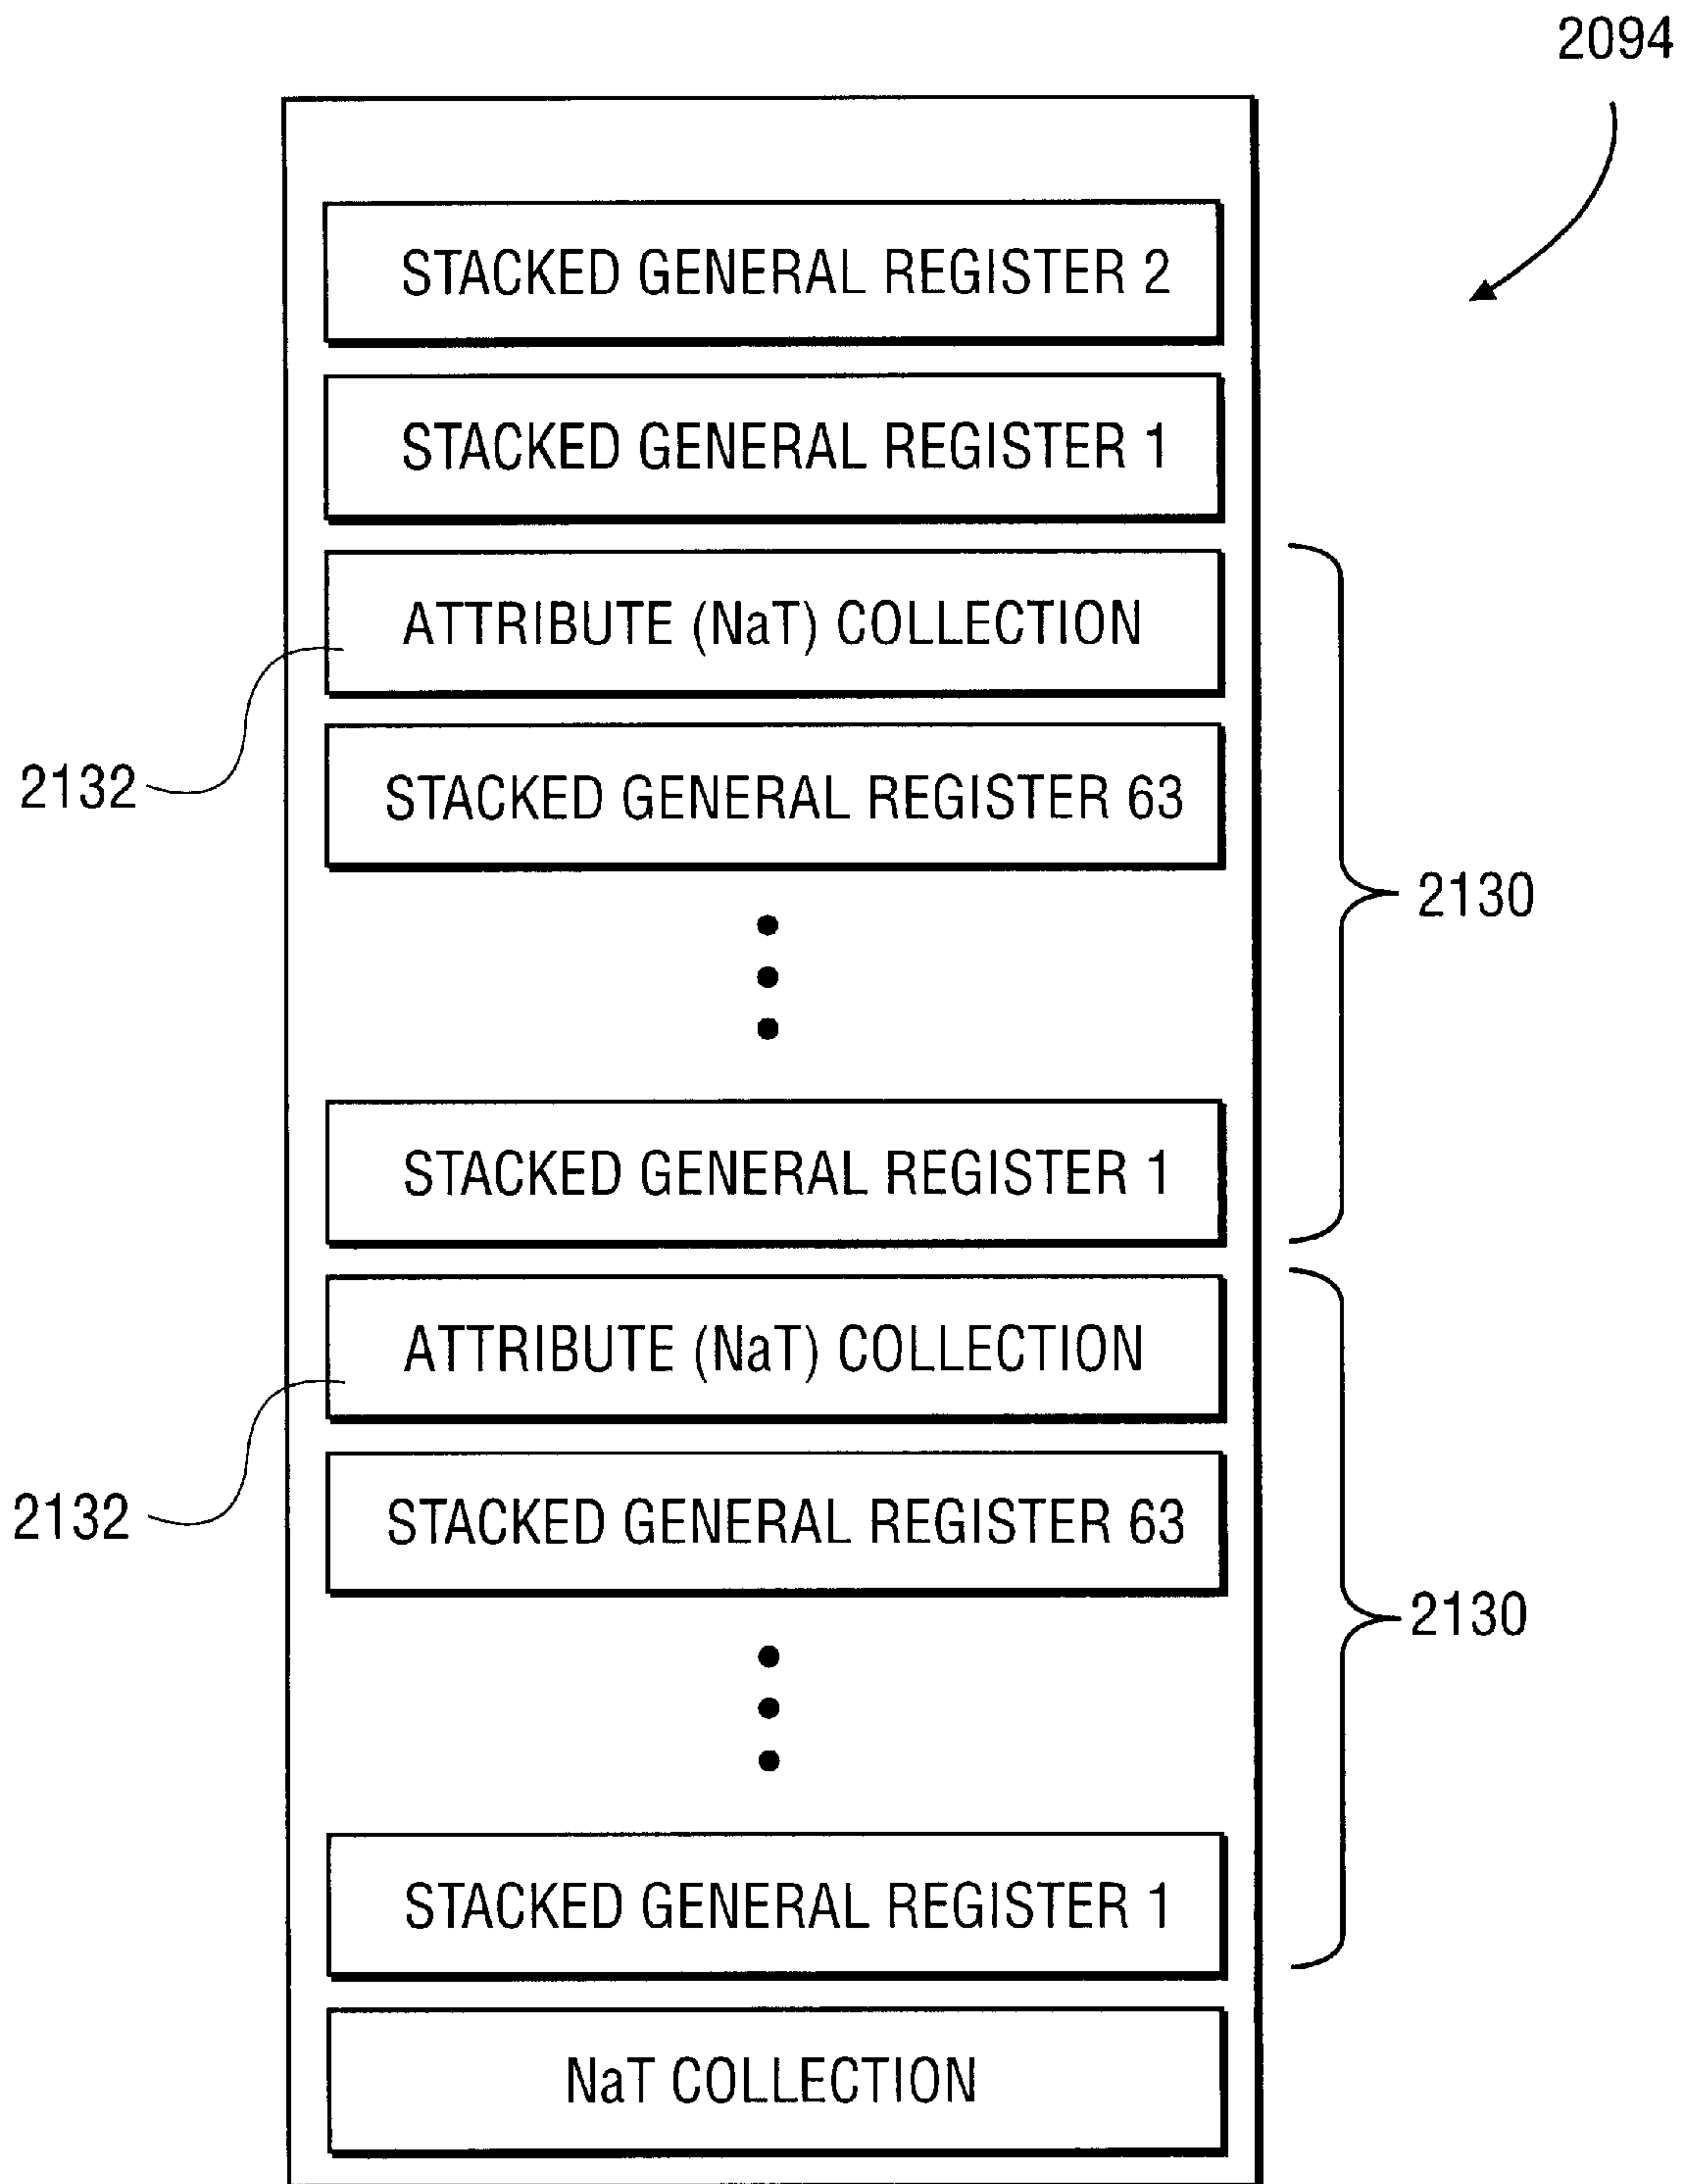 2094
STACKED GENERAL REGISTER 2
STACKED GENERAL REGISTER 1
ATTRIBUTE (NaT) COLLECTION
2132
STACKED GENERAL REGISTER 63
2130
STACKED GENERAL REGISTER 1
ATTRIBUTE (NaT) COLLECTION
2132
STACKED GENERAL REGISTER 63
2130
STACKED GENERAL REGISTER 1
NaT COLLECTION